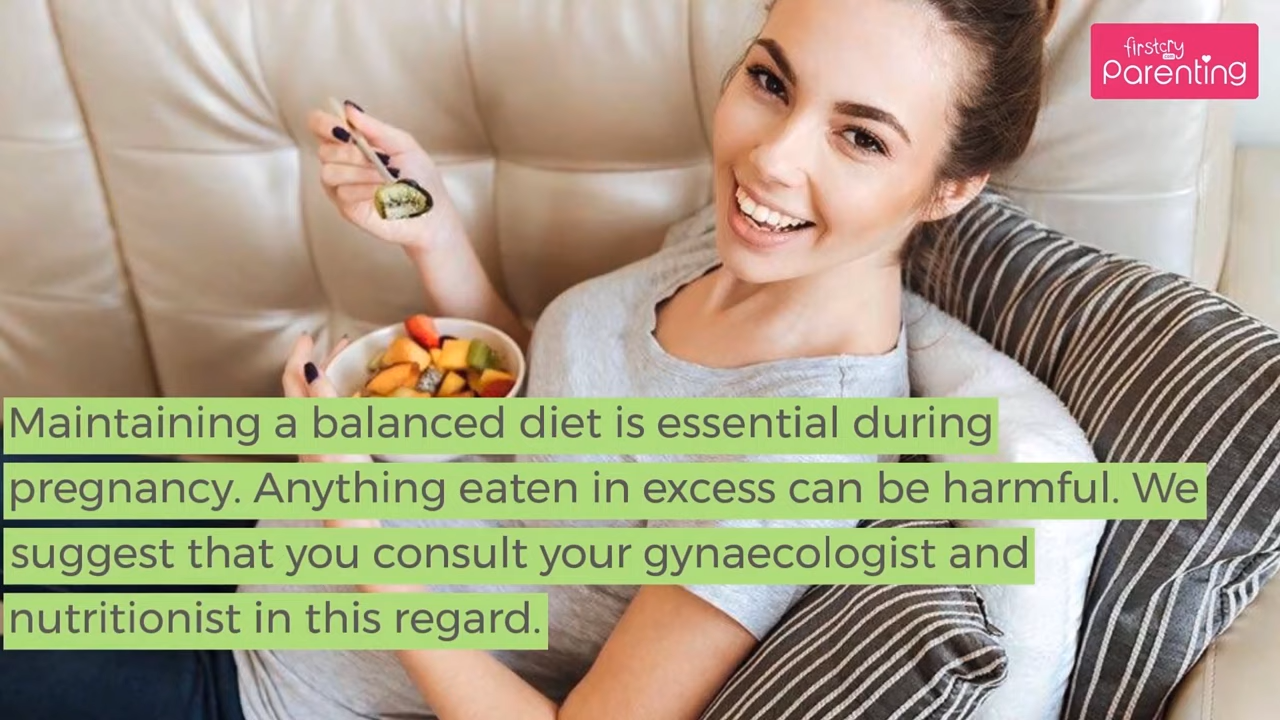 firstcry
.com
Parenting
Maintaining a balanced diet is essential during
pregnancy. Anything eaten in excess can be harmful. We
suggest that you consult your gynaecologist and
nutritionist in this regard.